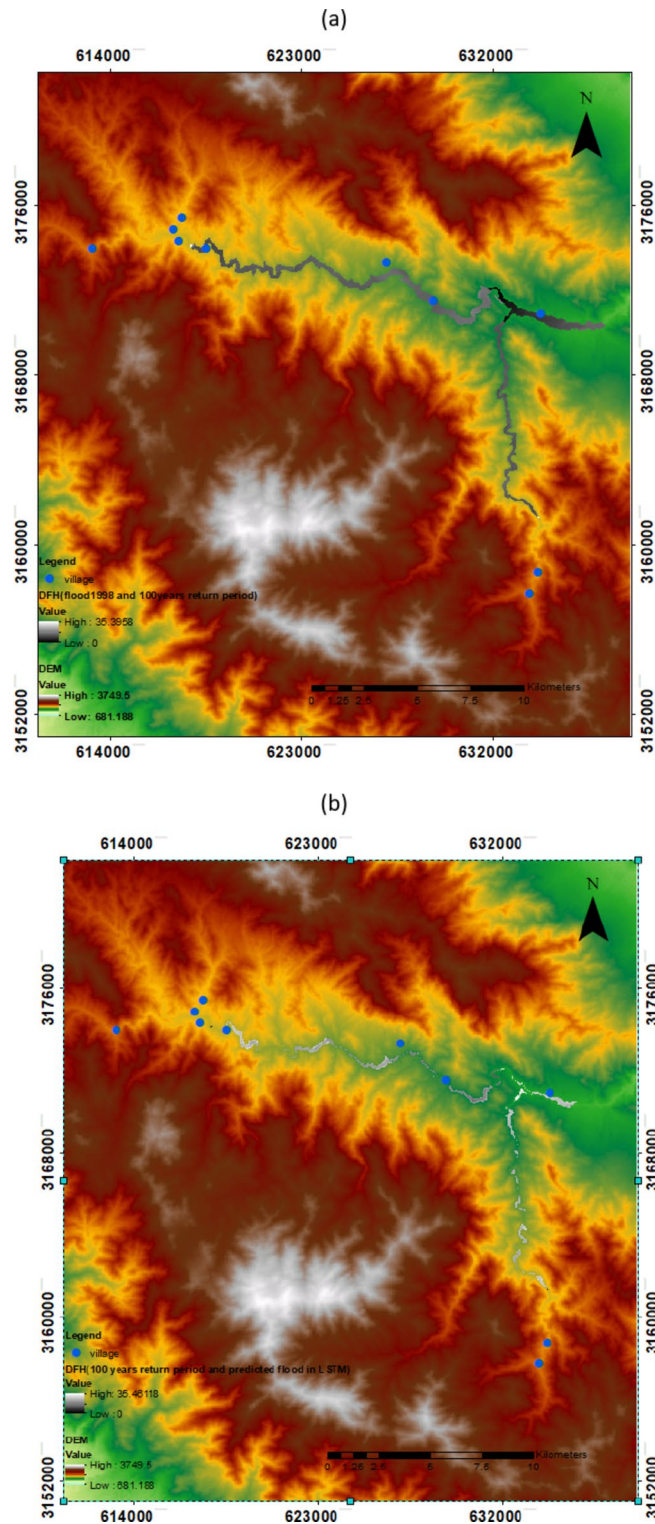 (a)
614000 623000 632000
N
3176000 3176000
3168000 3168000
3160000 3160000
3152000 3152000
Legend
village
DFH(flood1998 and 100years return period)
Value
High : 35.3958
Low : 0
DEM
Value
High : 3749.5
Low : 681.188
Kilometers
0 1.25 2.5 5 7.5 10
614000 623000 632000
(b)
614000 623000 632000
N
3176000 3176000
3168000 3168000
3160000 3160000
3152000 3152000
Legend
village
DFH(100 years return period and predicted flood in LSTM)
Value
High: 35.46118
Low : 0
DEM
Value
High : 3749.5
Low : 681.188
Kilometers
0 1.25 2.5 5 7.5 10
614000 623000 632000